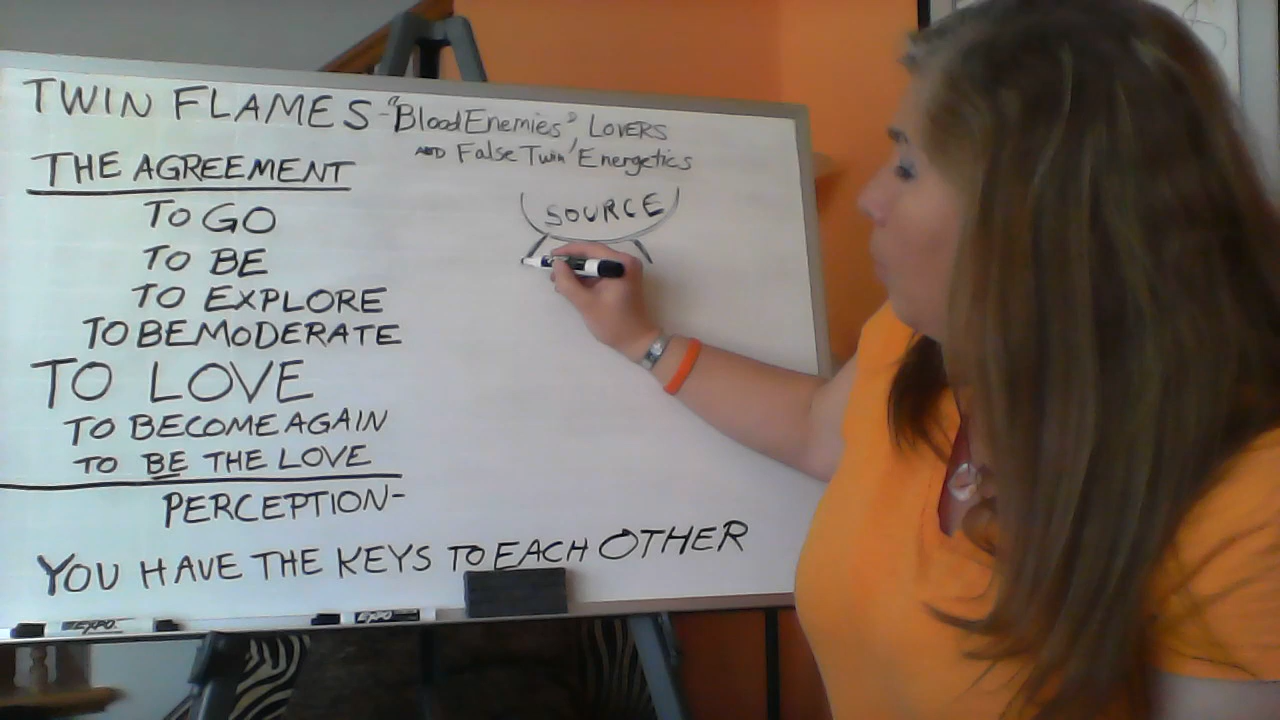 TWIN FLAMES - "Blood Enemies" LOVERS
AND False Twin Energetics
THE AGREEMENT
TO GO
TO BE
TO EXPLORE
TO BE MODERATE
TO LOVE
TO BECOME AGAIN
TO BE THE LOVE
PERCEPTION-
YOU HAVE THE KEYS TO EACH OTHER
SOURCE
EXPO
EXPO